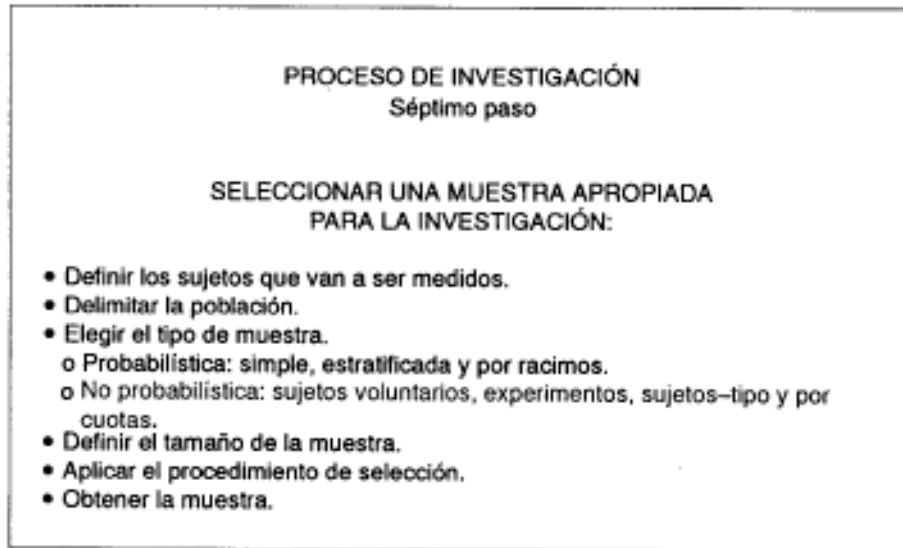 PROCESO DE INVESTIGACIÓN
Séptimo paso
SELECCIONAR UNA MUESTRA APROPIADA
PARA LA INVESTIGACIÓN:
• Definir los sujetos que van a ser medidos.
• Delimitar la población.
• Elegir el tipo de muestra.
o Probabilística: simple, estratificada y por racimos.
o No probabilística: sujetos voluntarios, experimentos, sujetos–tipo y por
cuotas.
• Definir el tamaño de la muestra.
• Aplicar el procedimiento de selección.
• Obtener la muestra.